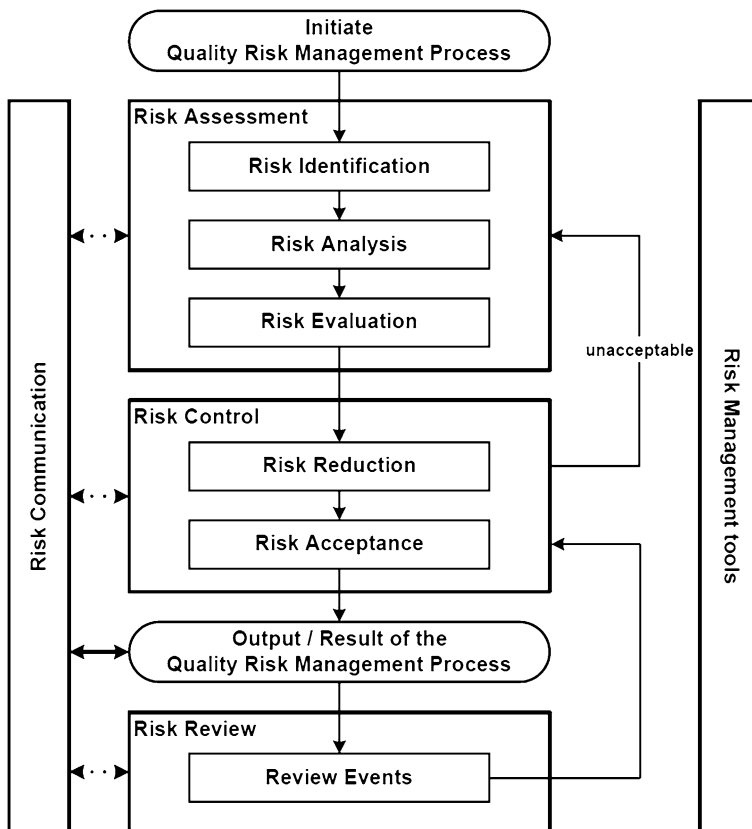 Initiate
Quality Risk Management Process
Risk Assessment
Risk Identification
Risk Analysis
Risk Evaluation
unacceptable
Risk Control
Risk Reduction
Risk Acceptance
Output / Result of the
Quality Risk Management Process
Risk Review
Review Events
Risk Communication
Risk Management tools